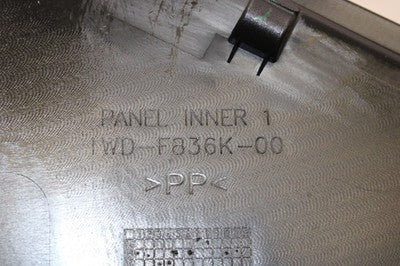 PANEL INNER 1
1WD-F836K-00
>PP<